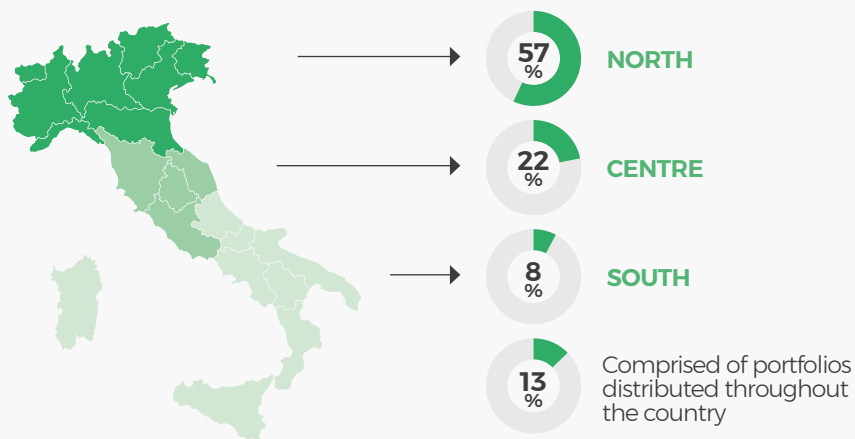 57
%
NORTH
22
%
CENTRE
8
%
SOUTH
13
%
Comprised of portfolios
distributed throughout
the country